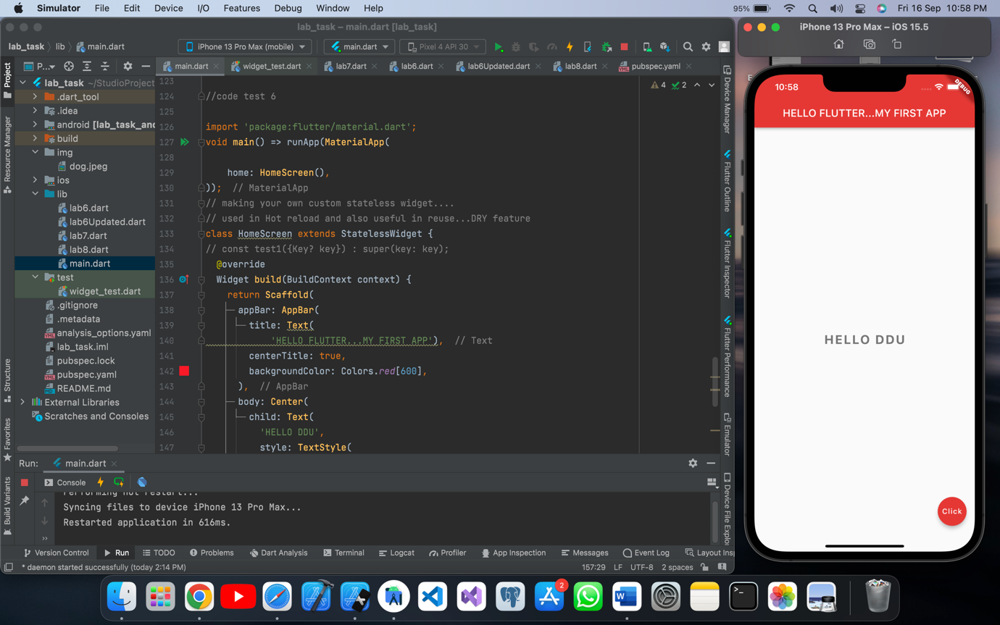 Simulator File Edit Device I/O Features Debug Window Help 95% Fri 16 Sep 10:58 PM
lab_task – main.dart [lab_task]
lab_task lib main.dart iPhone 13 Pro Max (mobile) main.dart Pixel 4 API 30
P... main.dart widget_test.dart lab7.dart lab6.dart lab6Updated.dart lab8.dart pubspec.yaml
Project
Resource Manager
Structure
Favorites
Build Variants
lab_task ~/StudioProject
.dart_tool
.idea
android [lab_task_and
build
img
dog.jpeg
ios
lib
lab6.dart
lab6Updated.dart
lab7.dart
lab8.dart
main.dart
test
widget_test.dart
.gitignore
.metadata
analysis_options.yaml
lab_task.iml
pubspec.lock
pubspec.yaml
README.md
External Libraries
Scratches and Consoles
4 2
123
124 //code test 6
125
126 import 'package:flutter/material.dart';
127 void main() => runApp(MaterialApp(
128
129 home: HomeScreen(),
130 )); // MaterialApp
131 // making your own custom stateless widget....
132 // used in Hot reload and also useful in reuse...DRY feature
133 class HomeScreen extends StatelessWidget {
134 // const test1({Key? key}) : super(key: key);
135 @override
136 Widget build(BuildContext context) {
137 return Scaffold(
138 appBar: AppBar(
139 title: Text(
140 'HELLO FLUTTER...MY FIRST APP'), // Text
141 centerTitle: true,
142 backgroundColor: Colors.red[600],
143 ), // AppBar
144 body: Center(
145 child: Text(
146 'HELLO DDU',
147 style: TextStyle(
Device Manager
Flutter Outline
Flutter Inspector
Flutter Performance
Emulator
Device File Explo
Run: main.dart
Console
Performing hot restart...
Syncing files to device iPhone 13 Pro Max...
Restarted application in 616ms.
Version Control Run TODO Problems Dart Analysis Terminal Logcat Profiler App Inspection Messages Event Log Layout Ins
* daemon started successfully (today 2:14 PM) 157:29 LF UTF-8 2 spaces
iPhone 13 Pro Max – iOS 15.5
10:58
DEBUG
HELLO FLUTTER...MY FIRST APP
HELLO DDU
Click
2